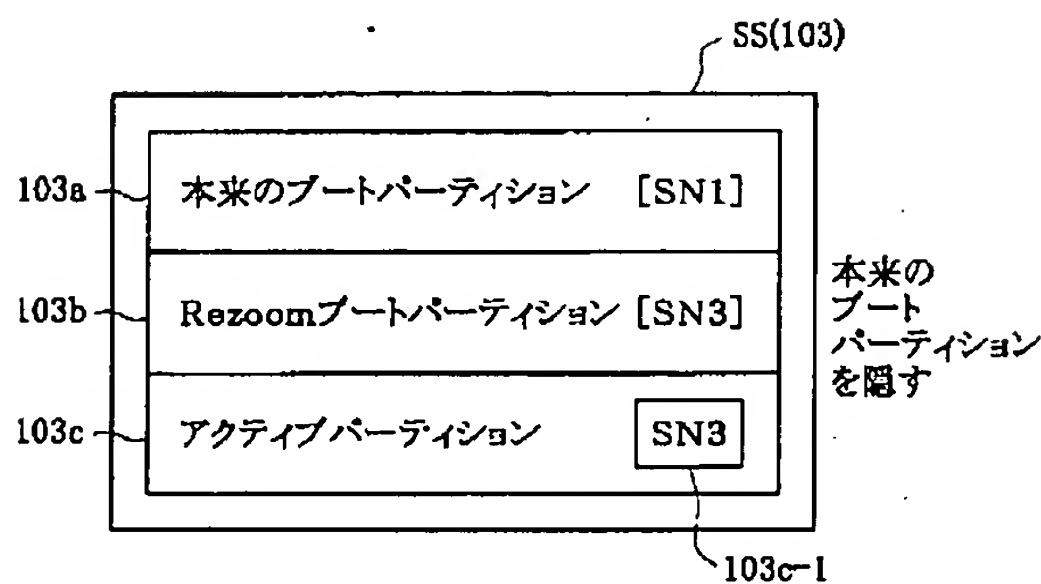 SS(103)
103a 本来のブートパーティション [SN1]
103b Rezoomブートパーティション [SN3]
103c アクティブパーティション SN3
本来の
ブート
パーティション
を隠す
103c-1